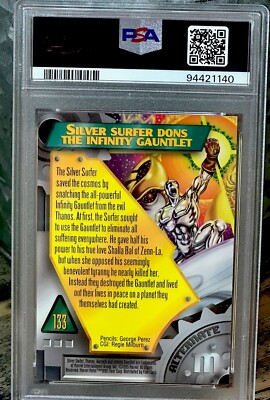 PSA
94421140
SILVER SURFER DONS
THE INFINITY GAUNTLET
The Silver Surfer
saved the cosmos by
snatching the all-powerful
Infinity Gauntlet from the evil
Thanos. At first, the Surfer sought
to use the Gauntlet to eliminate all
suffering everywhere. He gave half his
power to his true love Shalla Bal of Zenn-La,
but when she opposed his seemingly
benevolent tyranny he nearly killed her.
Instead they destroyed the Gauntlet and lived
out their lives in peace on a planet they
themselves had created.
133
Pencils: George Perez
CGI: Regie Milburn
ALTERNATE
m